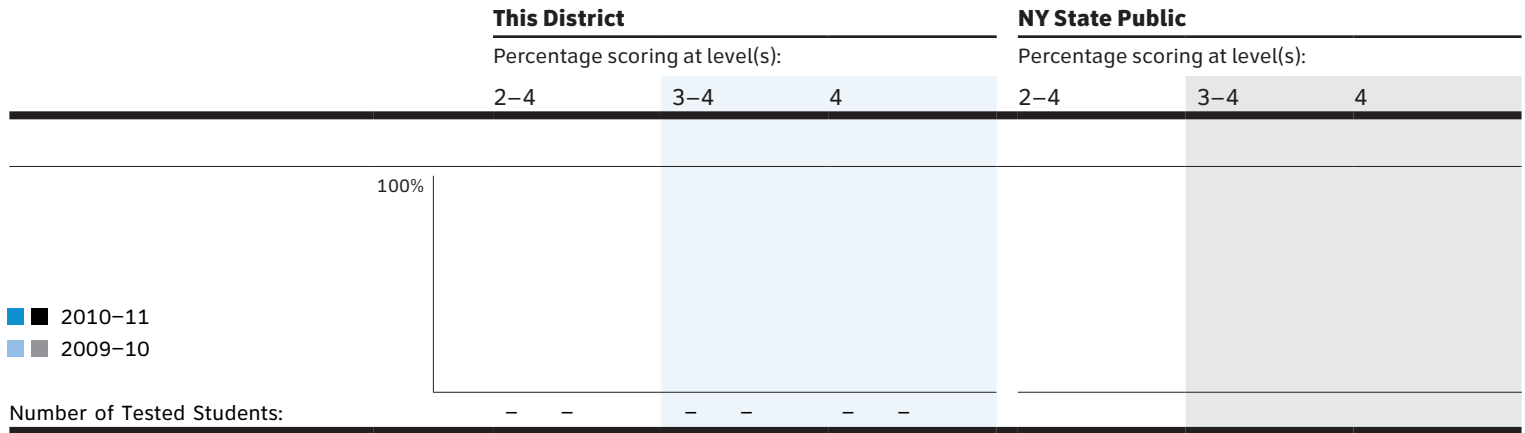 This District NY State Public
Percentage scoring at level(s): Percentage scoring at level(s):
2–4 3–4 4 2–4 3–4 4
100%
2010–11
2009–10
Number of Tested Students: – – – – – –